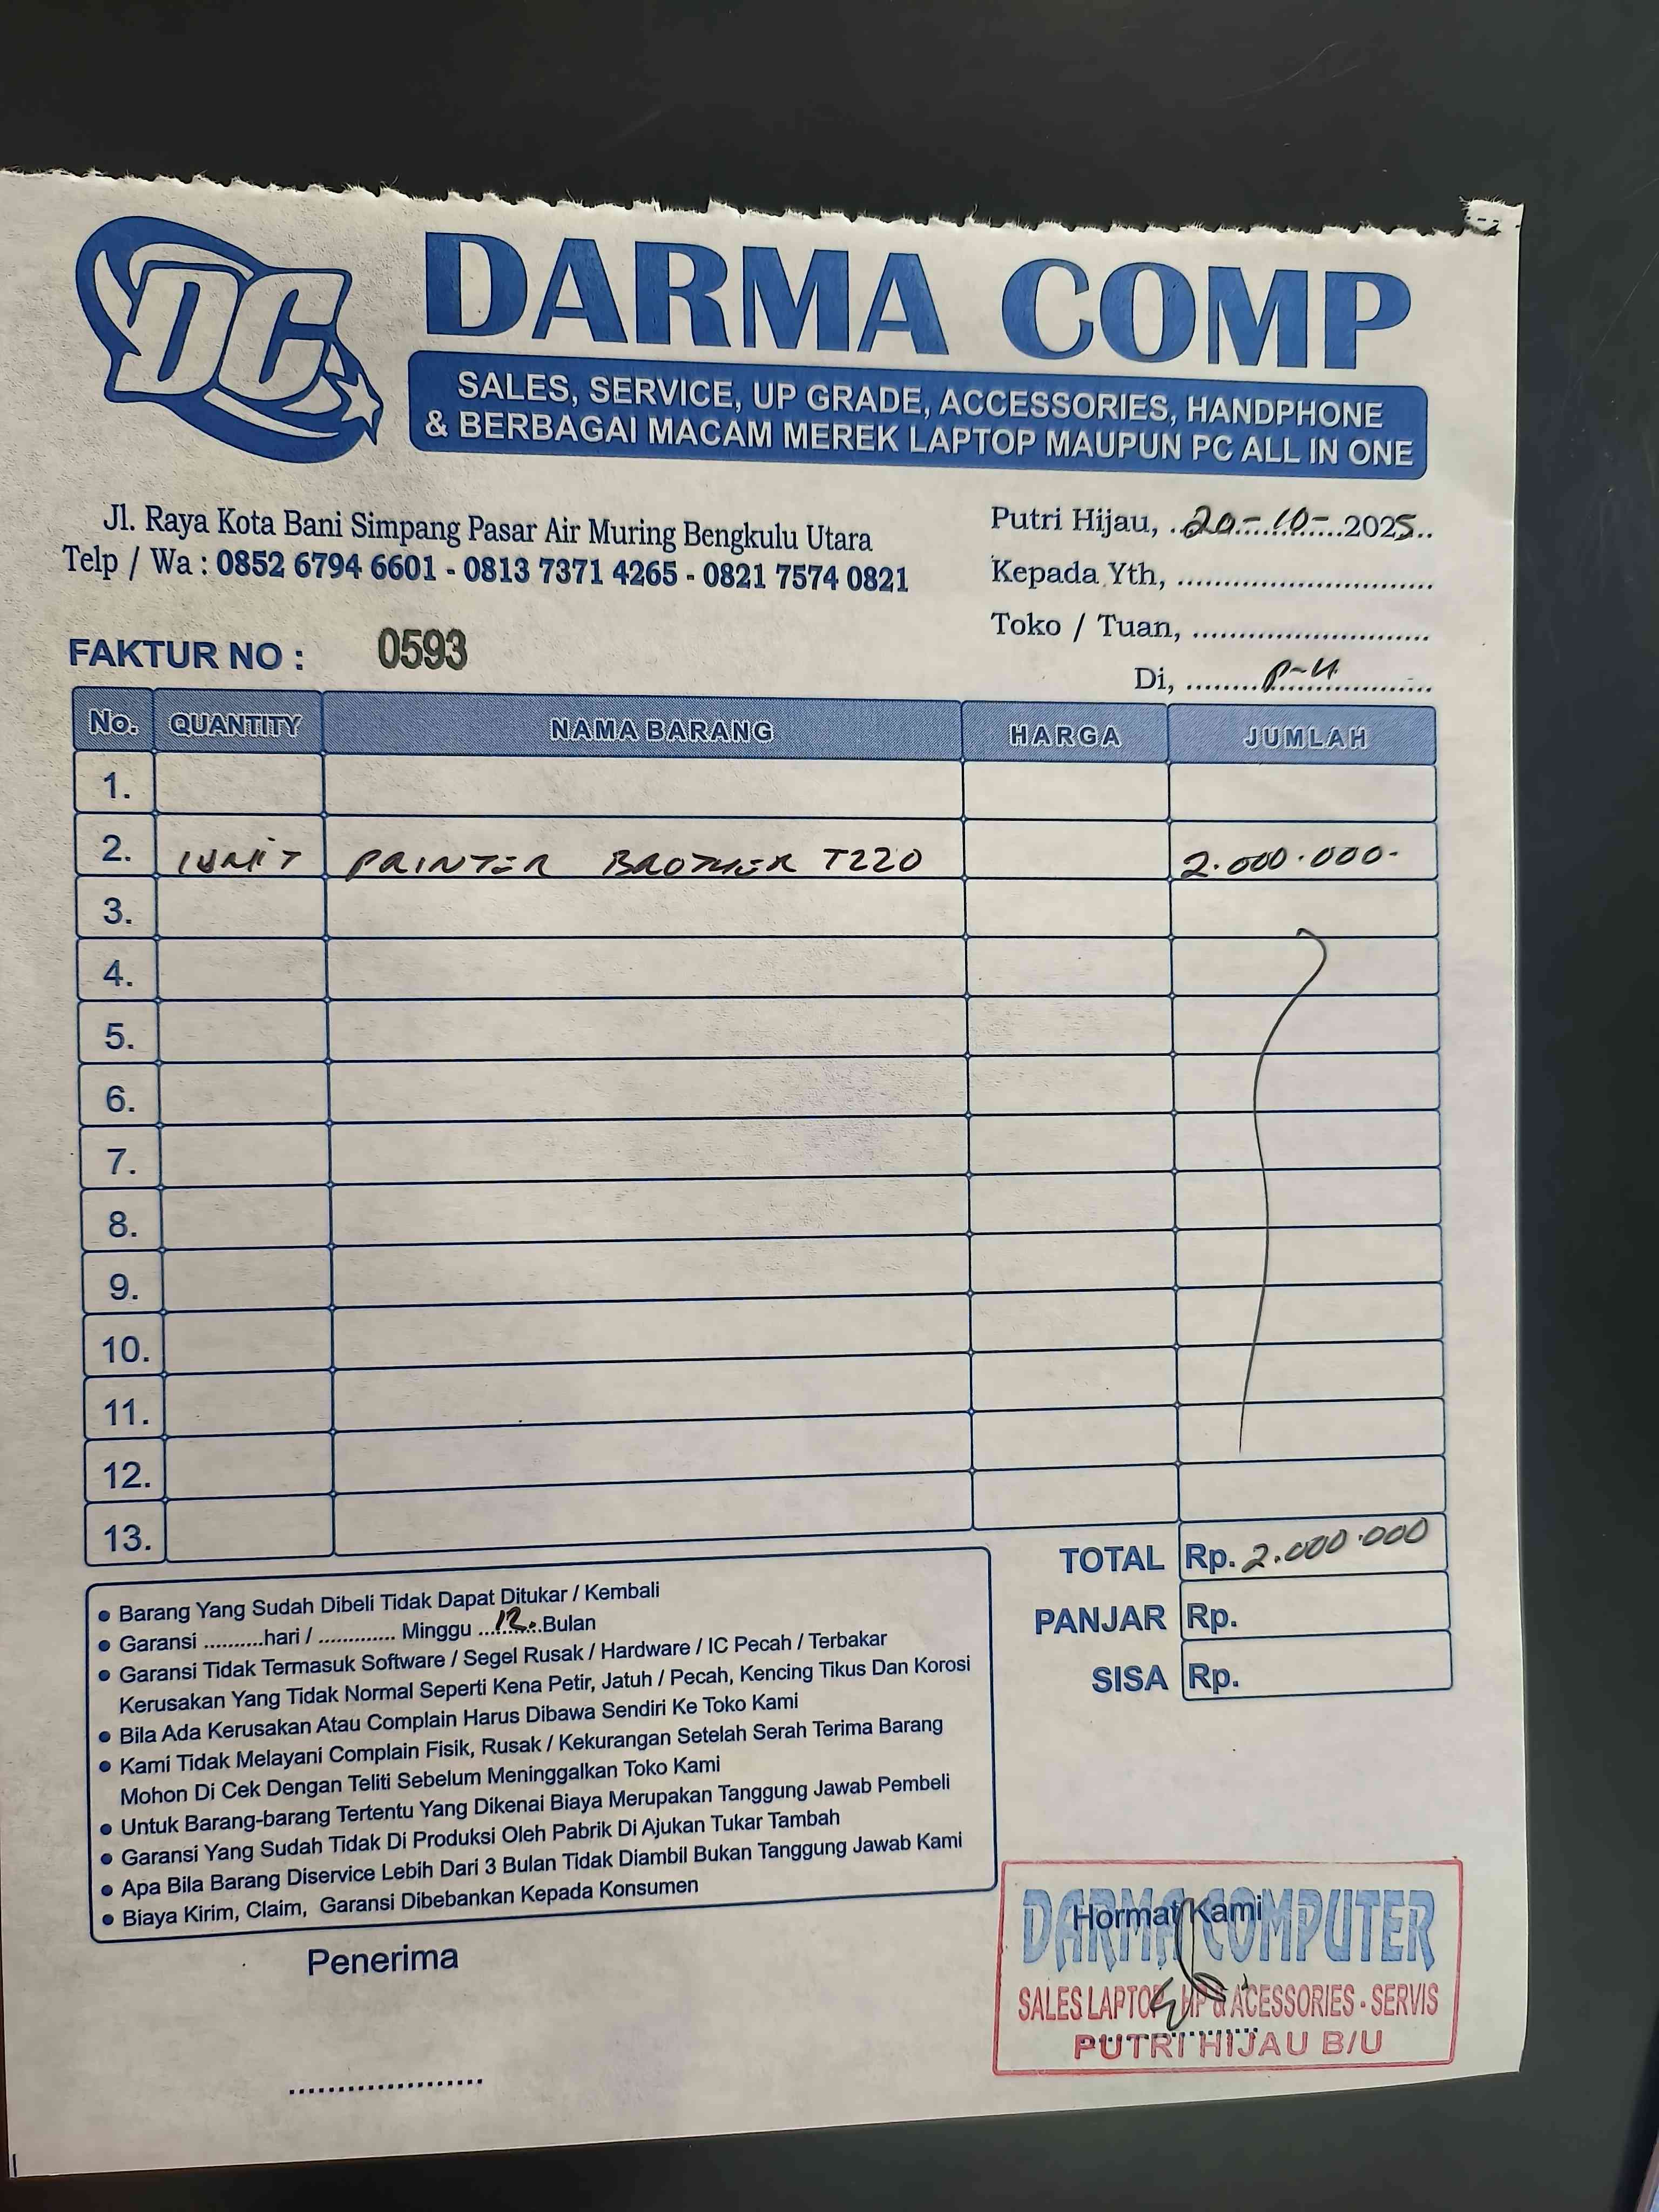 DC
DARMA COMP
SALES, SERVICE, UP GRADE, ACCESSORIES, HANDPHONE
& BERBAGAI MACAM MEREK LAPTOP MAUPUN PC ALL IN ONE
Jl. Raya Kota Bani Simpang Pasar Air Muring Bengkulu Utara
Telp / Wa : 0852 6794 6601 - 0813 7371 4265 - 0821 7574 0821
Putri Hijau, 20-10-2025
Kepada Yth, ............................
Toko / Tuan, ..........................
FAKTUR NO : 0593
Di, ........P-H....................
No. QUANTITY NAMA BARANG HARGA JUMLAH
1.
2. 1 UNIT PRINTER BROTHER T220 2.000.000-
3.
4.
5.
6.
7.
8.
9.
10.
11.
12.
13.
TOTAL Rp. 2.000.000
PANJAR Rp.
SISA Rp.
• Barang Yang Sudah Dibeli Tidak Dapat Ditukar / Kembali
• Garansi ..........hari / ............. Minggu ...12...Bulan
• Garansi Tidak Termasuk Software / Segel Rusak / Hardware / IC Pecah / Terbakar
Kerusakan Yang Tidak Normal Seperti Kena Petir, Jatuh / Pecah, Kencing Tikus Dan Korosi
• Bila Ada Kerusakan Atau Complain Harus Dibawa Sendiri Ke Toko Kami
• Kami Tidak Melayani Complain Fisik, Rusak / Kekurangan Setelah Serah Terima Barang
Mohon Di Cek Dengan Teliti Sebelum Meninggalkan Toko Kami
• Untuk Barang-barang Tertentu Yang Dikenai Biaya Merupakan Tanggung Jawab Pembeli
• Garansi Yang Sudah Tidak Di Produksi Oleh Pabrik Di Ajukan Tukar Tambah
• Apa Bila Barang Diservice Lebih Dari 3 Bulan Tidak Diambil Bukan Tanggung Jawab Kami
• Biaya Kirim, Claim, Garansi Dibebankan Kepada Konsumen
Penerima
Hormat Kami
DARMA COMPUTER
SALES LAPTOP, HP & ACESSORIES - SERVIS
PUTRI HIJAU B/U